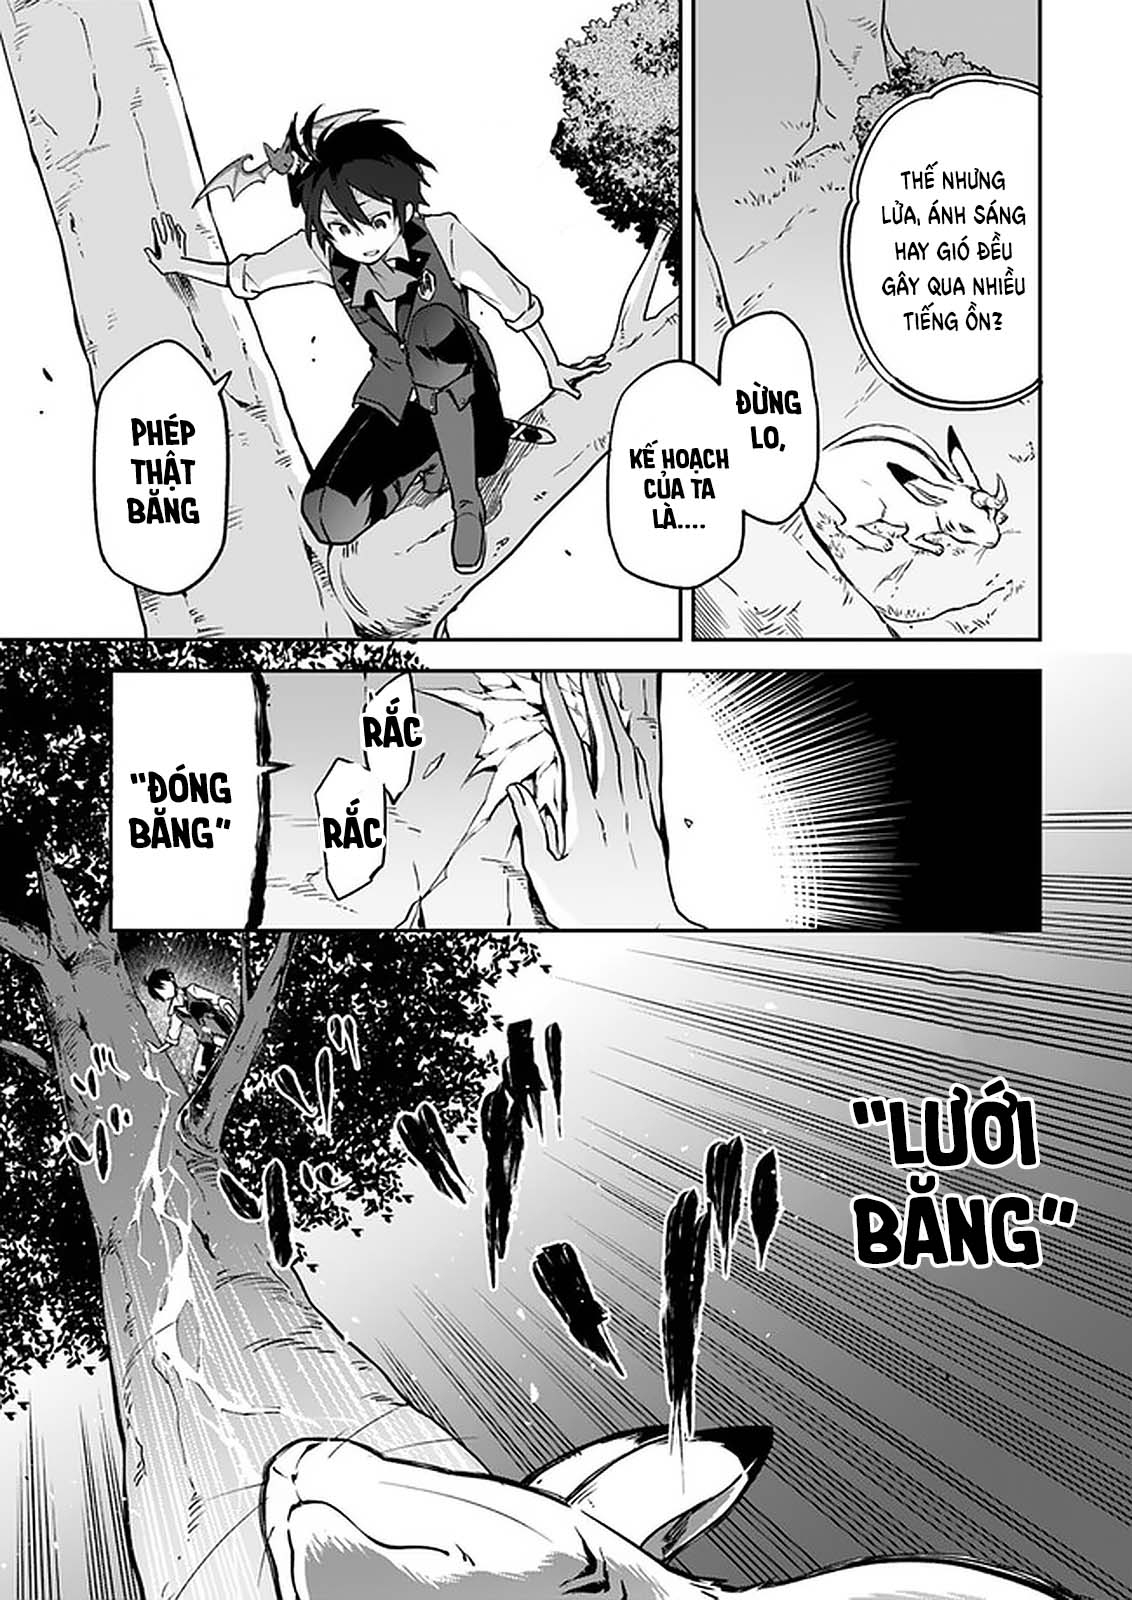 THẾ NHƯNG
LỬA, ÁNH SÁNG
HAY GIÓ ĐỀU
GÂY QUA NHIỀU
TIẾNG ỒN?
ĐỪNG
LO,
KẾ HOẠCH
CỦA TA
LÀ....
PHÉP
THẬT
BĂNG
RẮC
RẮC
"ĐÓNG
BĂNG"
"LƯỚI
BĂNG"